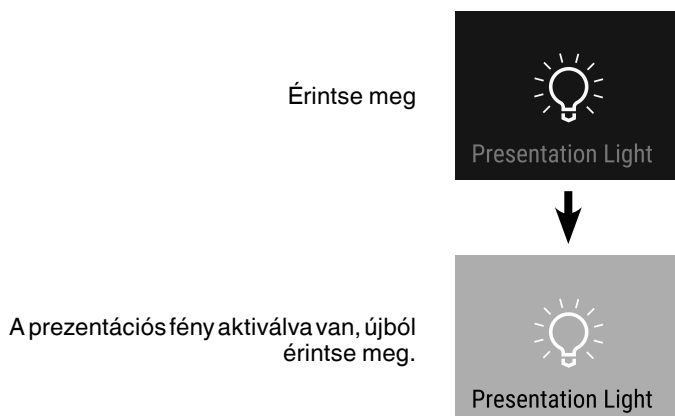 Érintse meg
Presentation Light
A prezentációs fény aktiválva van, újból
érintse meg.
Presentation Light